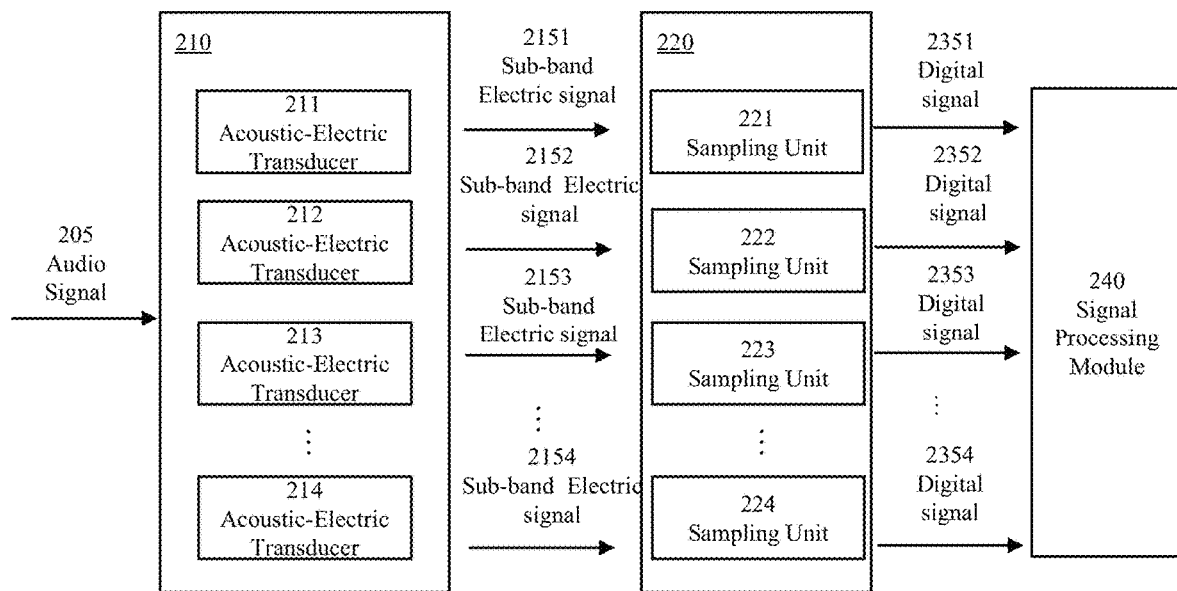 205
Audio
Signal
210
211
Acoustic-Electric
Transducer
212
Acoustic-Electric
Transducer
213
Acoustic-Electric
Transducer
214
Acoustic-Electric
Transducer
2151
Sub-band
Electric signal
2152
Sub-band Electric
signal
2153
Sub-band
Electric signal
2154
Sub-band Electric
signal
220
221
Sampling Unit
222
Sampling Unit
223
Sampling Unit
224
Sampling Unit
2351
Digital
signal
2352
Digital
signal
2353
Digital
signal
2354
Digital
signal
240
Signal
Processing
Module